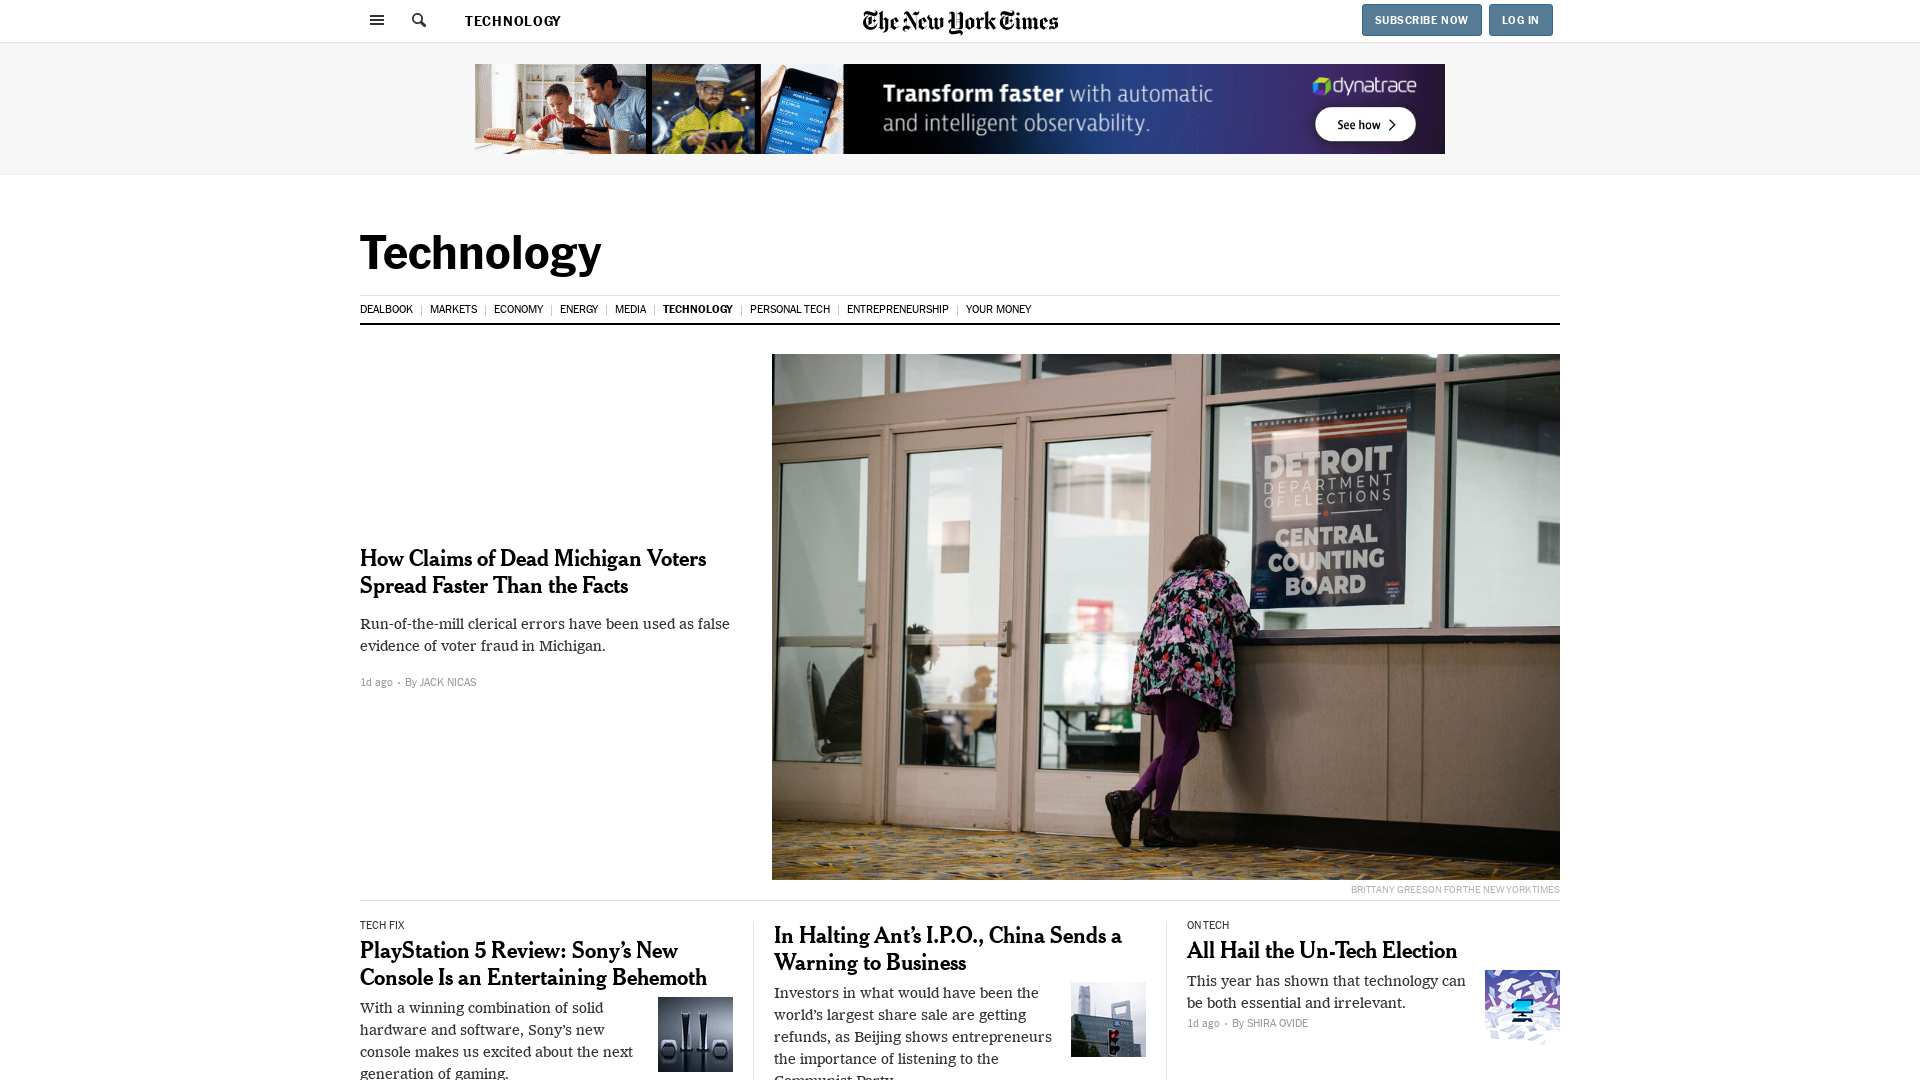 TECHNOLOGY
The New York Times
SUBSCRIBE NOW
LOG IN
Transform faster with automatic
and intelligent observability.
dynatrace
See how
Technology
DEALBOOK
MARKETS
ECONOMY
ENERGY
MEDIA
TECHNOLOGY
PERSONAL TECH
ENTREPRENEURSHIP
YOUR MONEY
DETROIT
DEPARTMENT
OF ELECTIONS
CENTRAL
COUNTING
BOARD
How Claims of Dead Michigan Voters
Spread Faster Than the Facts
Run-of-the-mill clerical errors have been used as false
evidence of voter fraud in Michigan.
1d ago • By JACK NICAS
BRITTANY GREESON FOR THE NEW YORK TIMES
TECH FIX
PlayStation 5 Review: Sony’s New
Console Is an Entertaining Behemoth
With a winning combination of solid
hardware and software, Sony’s new
console makes us excited about the next
generation of gaming.
In Halting Ant’s I.P.O., China Sends a
Warning to Business
Investors in what would have been the
world’s largest share sale are getting
refunds, as Beijing shows entrepreneurs
the importance of listening to the
Communist Party.
ON TECH
All Hail the Un-Tech Election
This year has shown that technology can
be both essential and irrelevant.
1d ago • By SHIRA OVIDE